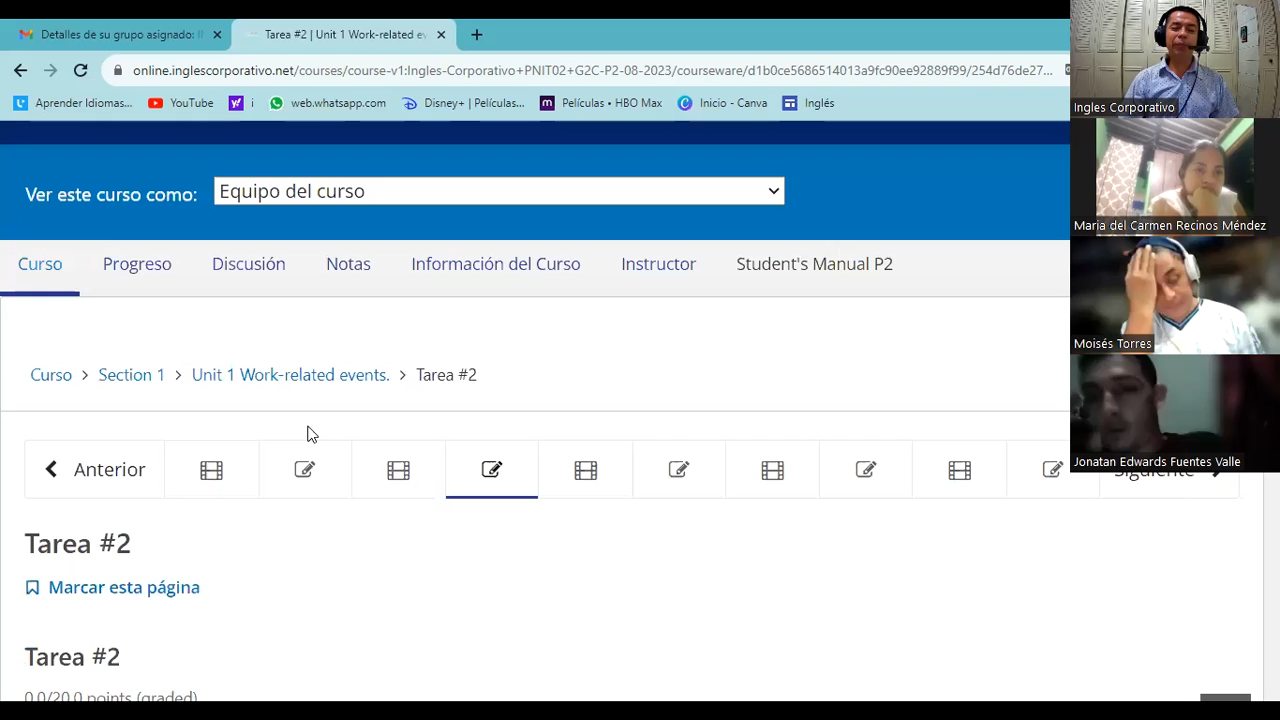 Detalles de su grupo asignado: I
Tarea #2 | Unit 1 Work-related e
online.inglescorporativo.net/courses/course-v1:Ingles-Corporativo+PNIT02+G2C-P2-08-2023/courseware/d1b0ce5686514013a9fc90ee92889f99/254d76de27...
Aprender Idiomas...
YouTube
i
web.whatsapp.com
Disney+ | Películas...
Películas • HBO Max
Inicio - Canva
Inglés
Ver este curso como:
Equipo del curso
Curso
Progreso
Discusión
Notas
Información del Curso
Instructor
Student's Manual P2
Curso > Section 1 > Unit 1 Work-related events. > Tarea #2
Anterior
Siguiente
Tarea #2
Marcar esta página
Tarea #2
0.0/20.0 points (graded)
Ingles Corporativo
Maria del Carmen Recinos Méndez
Moisés Torres
Jonatan Edwards Fuentes Valle